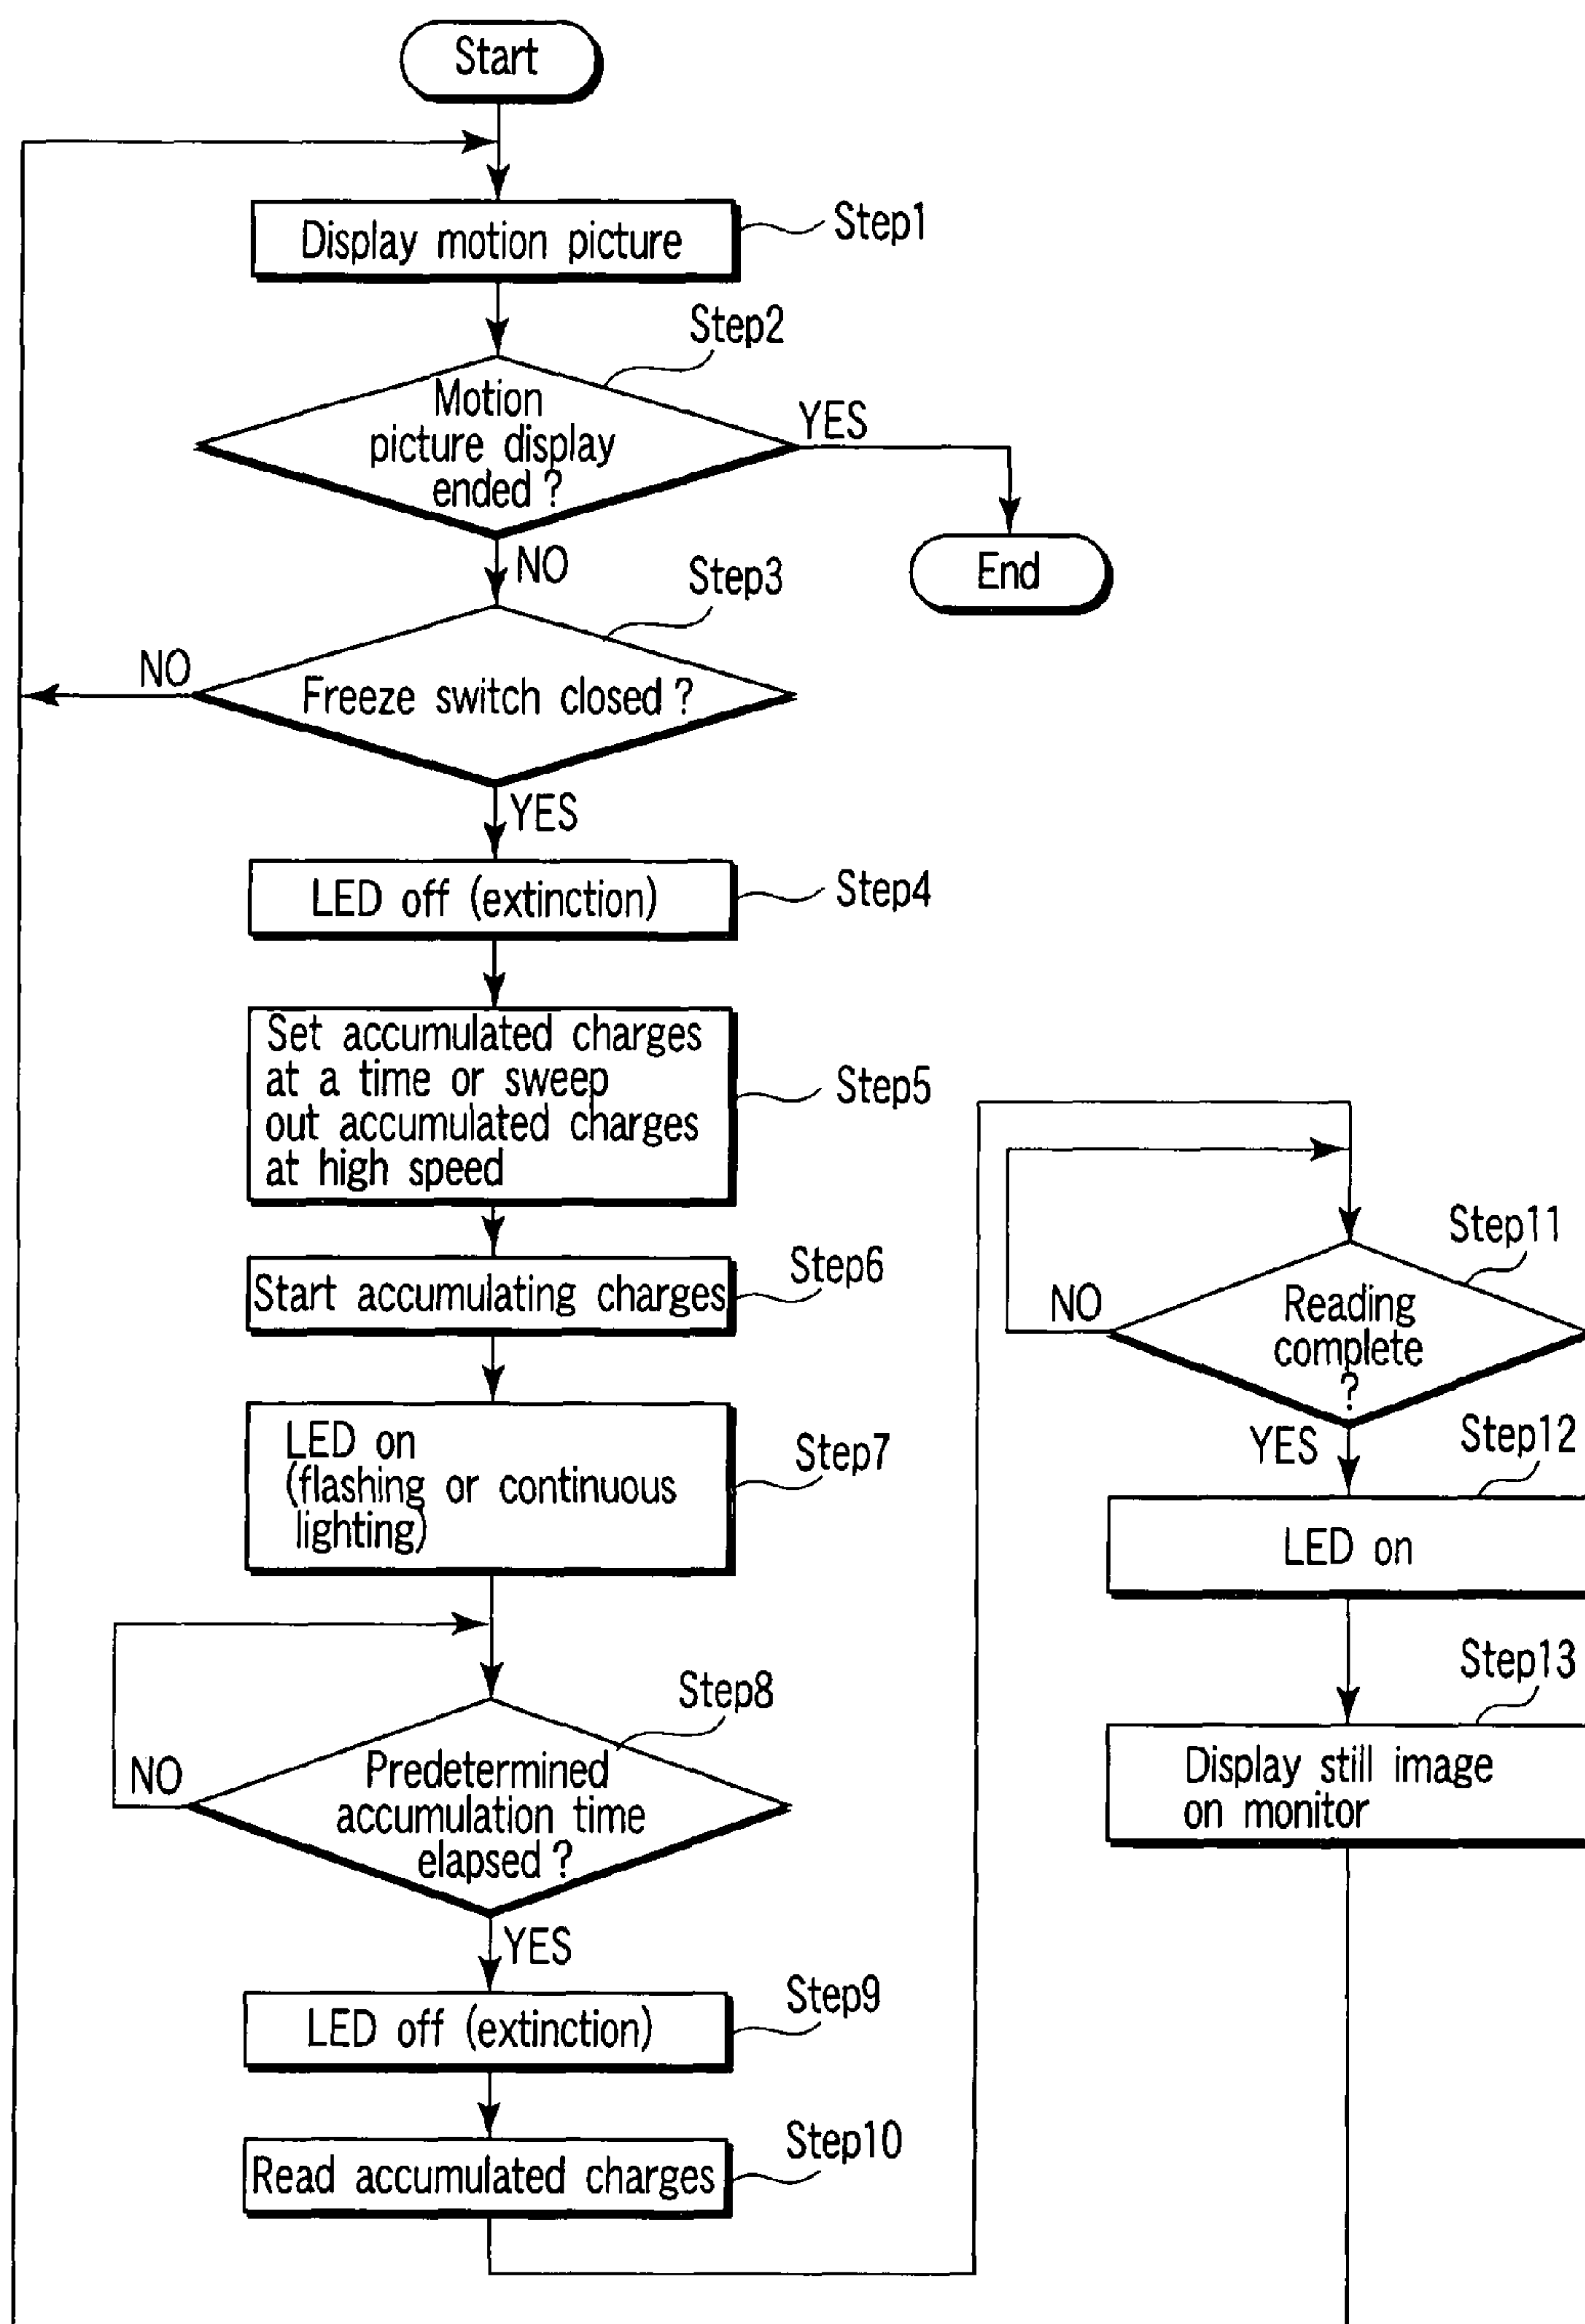 Start
Display motion picture
Step1
Step2
Motion
picture display
ended ?
YES
End
NO
Step3
Freeze switch closed ?
NO
YES
LED off (extinction)
Step4
Set accumulated charges
at a time or sweep
out accumulated charges
at high speed
Step5
Start accumulating charges
Step6
LED on
(flashing or continuous
lighting)
Step7
Step8
Predetermined
accumulation time
elapsed ?
NO
YES
LED off (extinction)
Step9
Read accumulated charges
Step10
Step11
Reading
complete
?
NO
YES
Step12
LED on
Step13
Display still image
on monitor